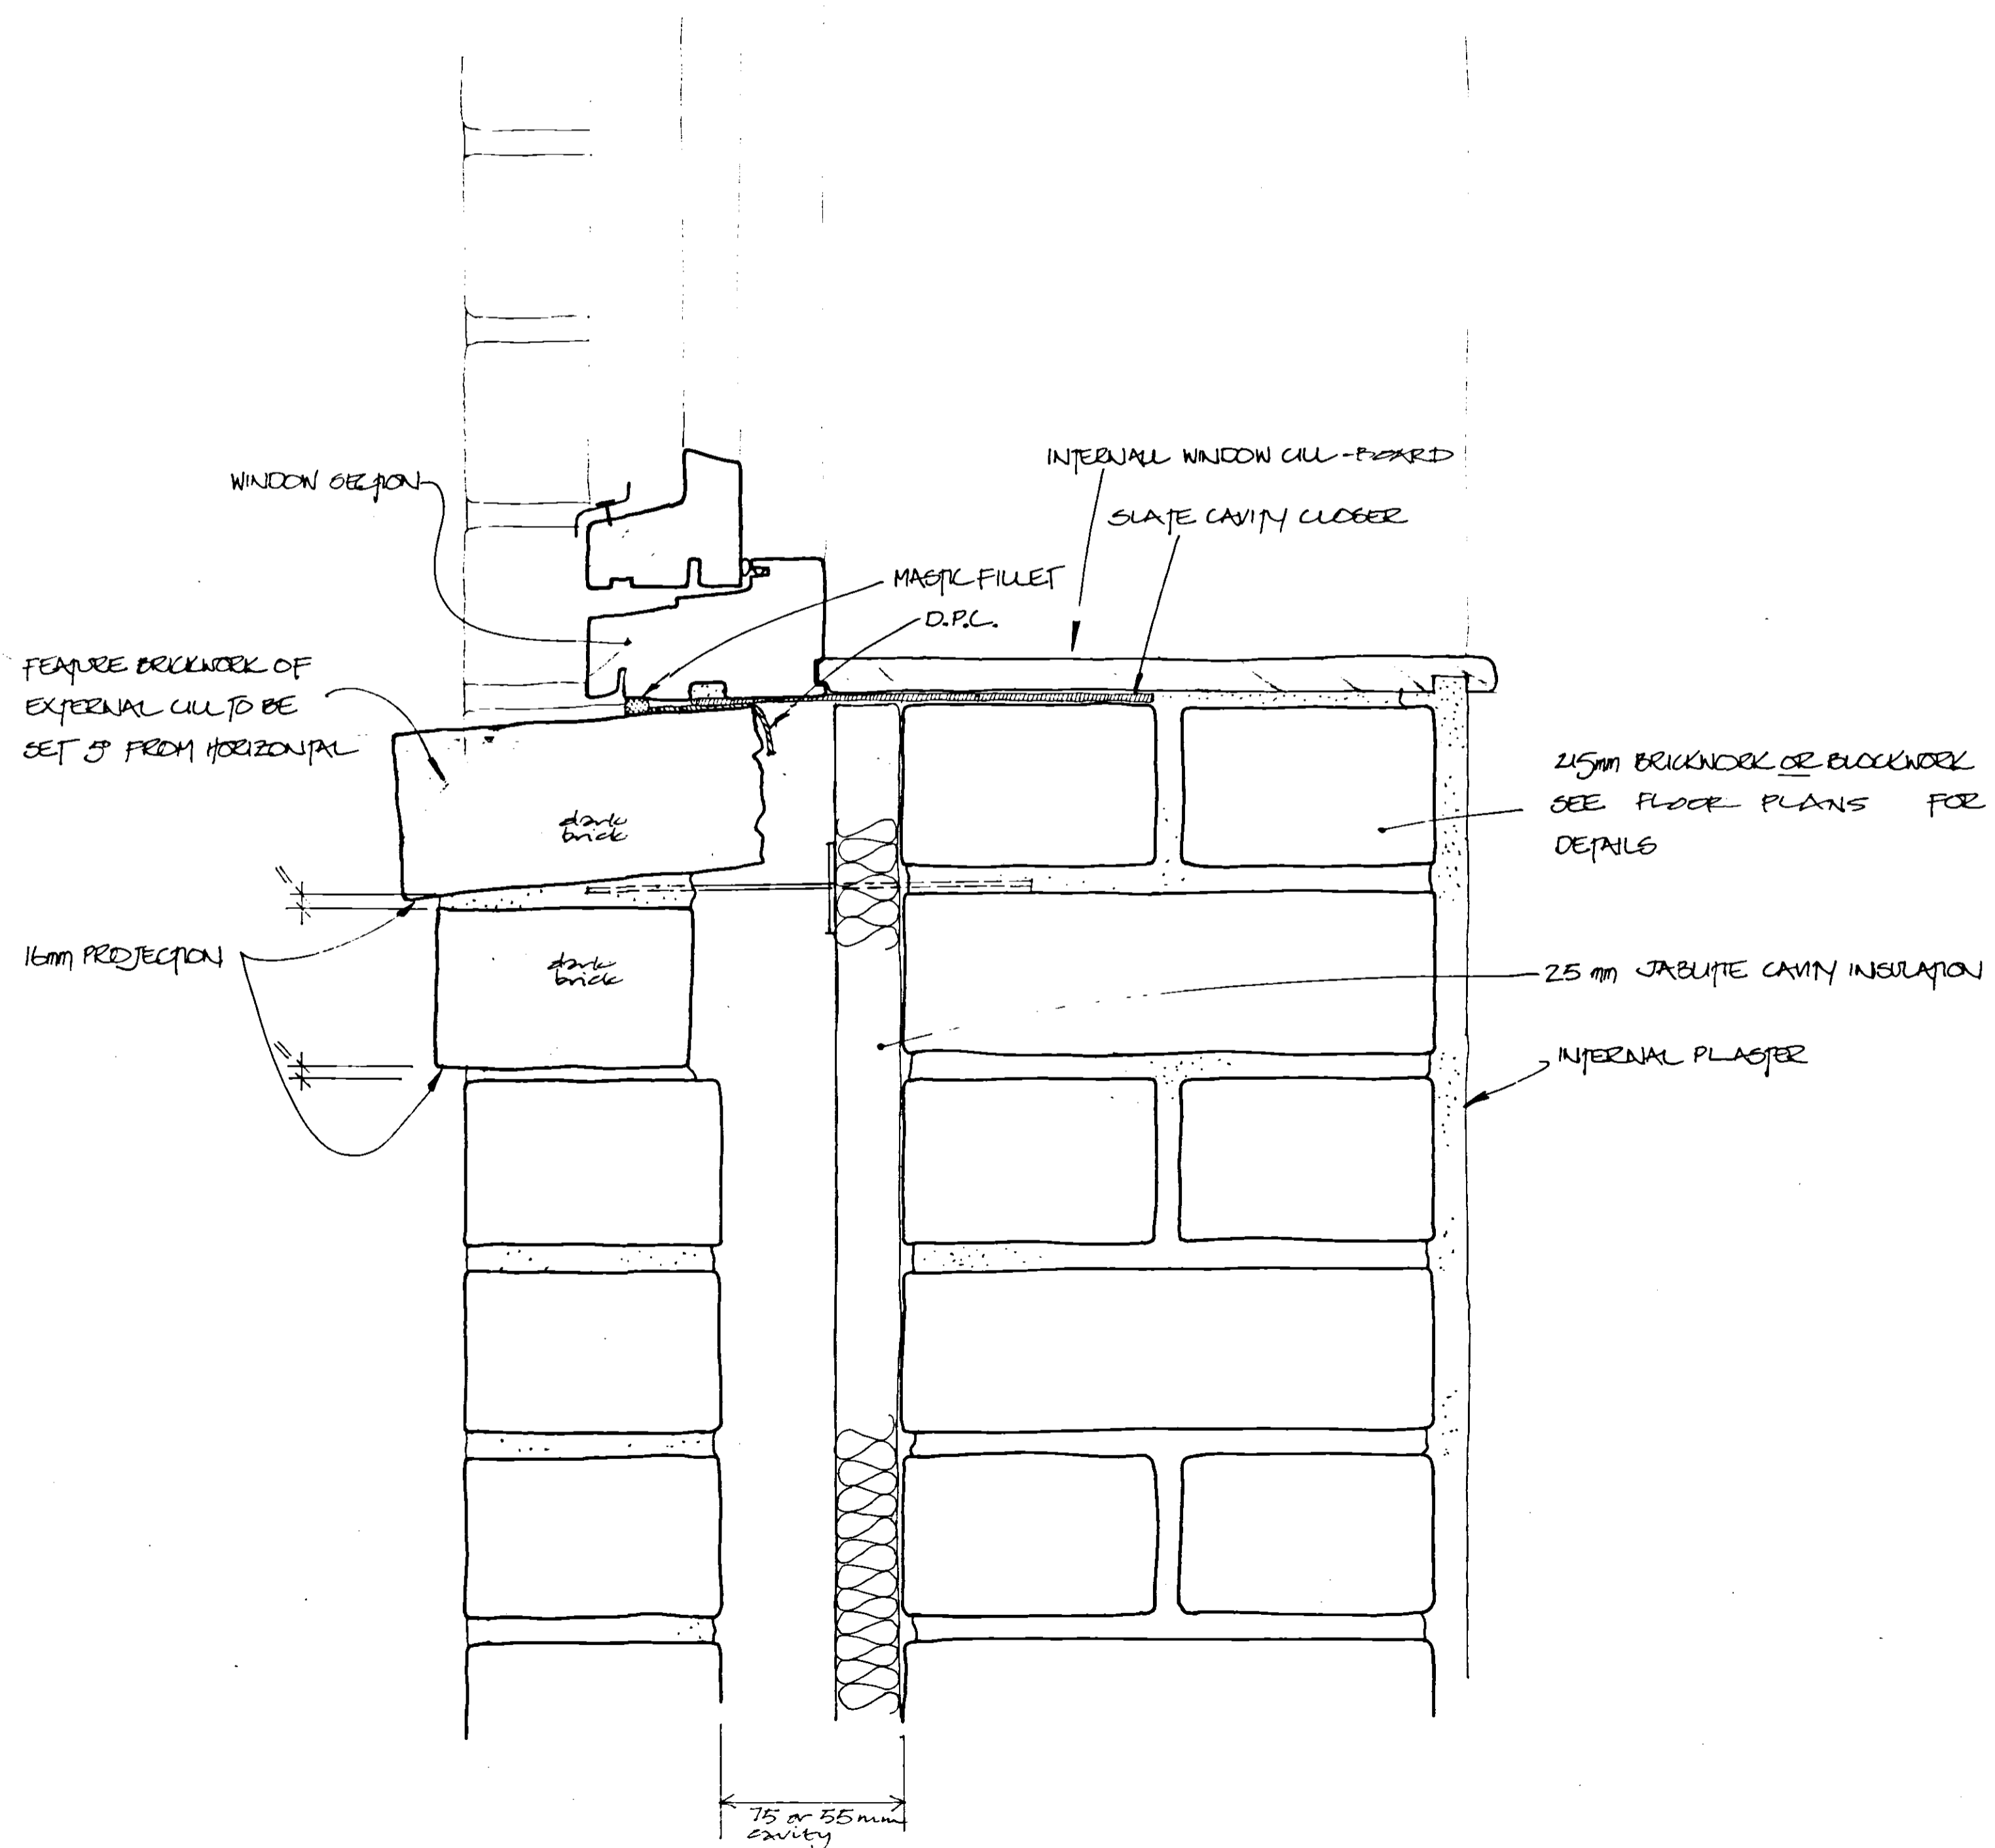 WINDOW SECTION
INTERNALL WINDOW CILL-BOARD
SLATE CAVITY CLOSER
MASTIC FILLET
D.P.C.
FEATURE BRICKWORK OF
EXTERNAL CILL TO BE
SET 5° FROM HORIZONTAL
215mm BRICKWORK OR BLOCKWORK
SEE FLOOR PLANS FOR
DETAILS
dark
brick
16mm PROJECTION
dark
brick
25 mm JABLITE CAVITY INSULATION
INTERNAL PLASTER
75 or 55mm
cavity